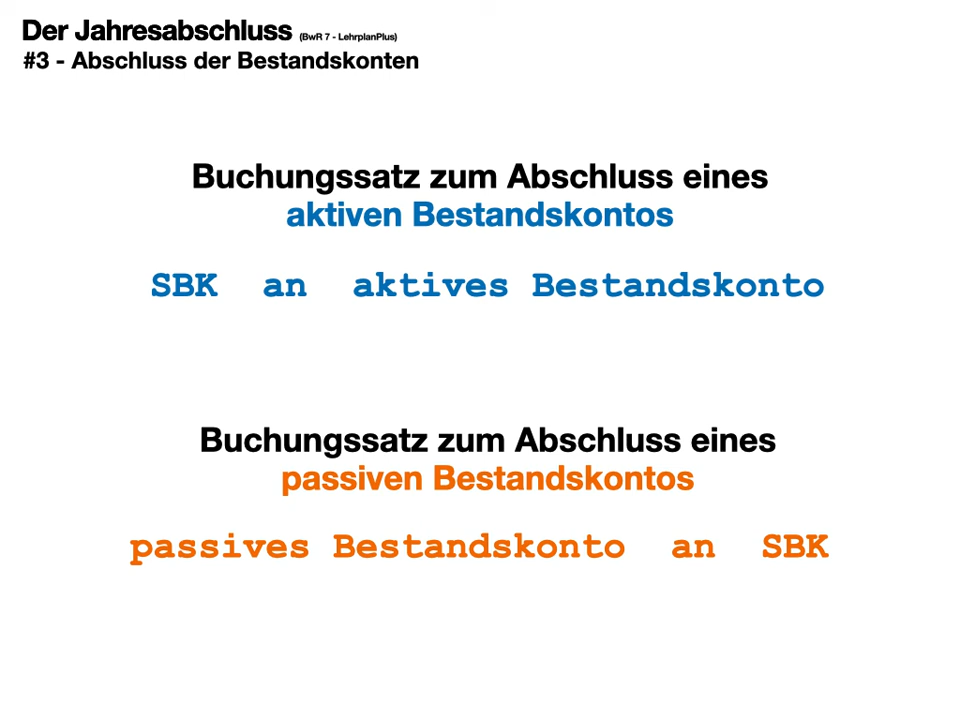 Der Jahresabschluss (BwR 7 - LehrplanPlus)
#3 - Abschluss der Bestandskonten
Buchungssatz zum Abschluss eines
aktiven Bestandskontos
SBK an aktives Bestandskonto
Buchungssatz zum Abschluss eines
passiven Bestandskontos
passives Bestandskonto an SBK